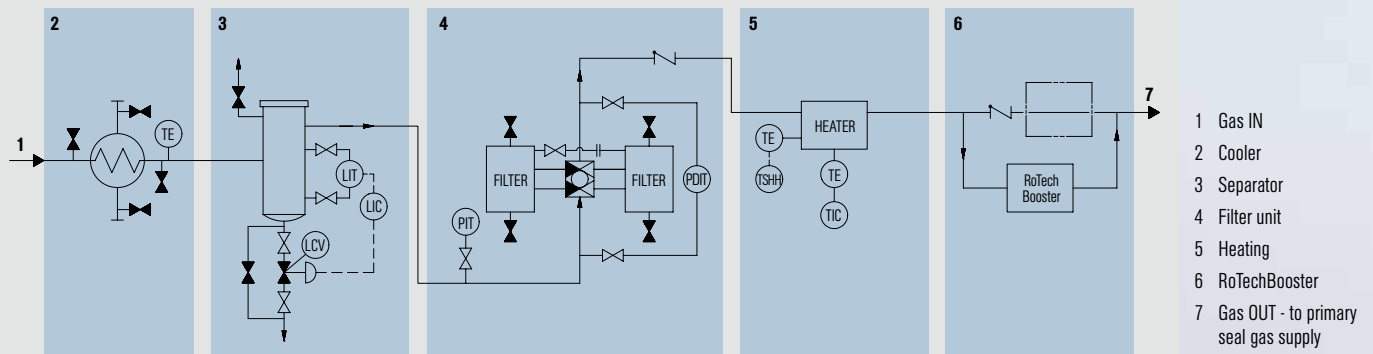 2
3
4
5
6
1
TE
LIT
LIC
LCV
PIT
FILTER
FILTER
PDIT
TE
TSHH
HEATER
TE
TIC
RoTech
Booster
7
1 Gas IN
2 Cooler
3 Separator
4 Filter unit
5 Heating
6 RoTechBooster
7 Gas OUT - to primary
seal gas supply